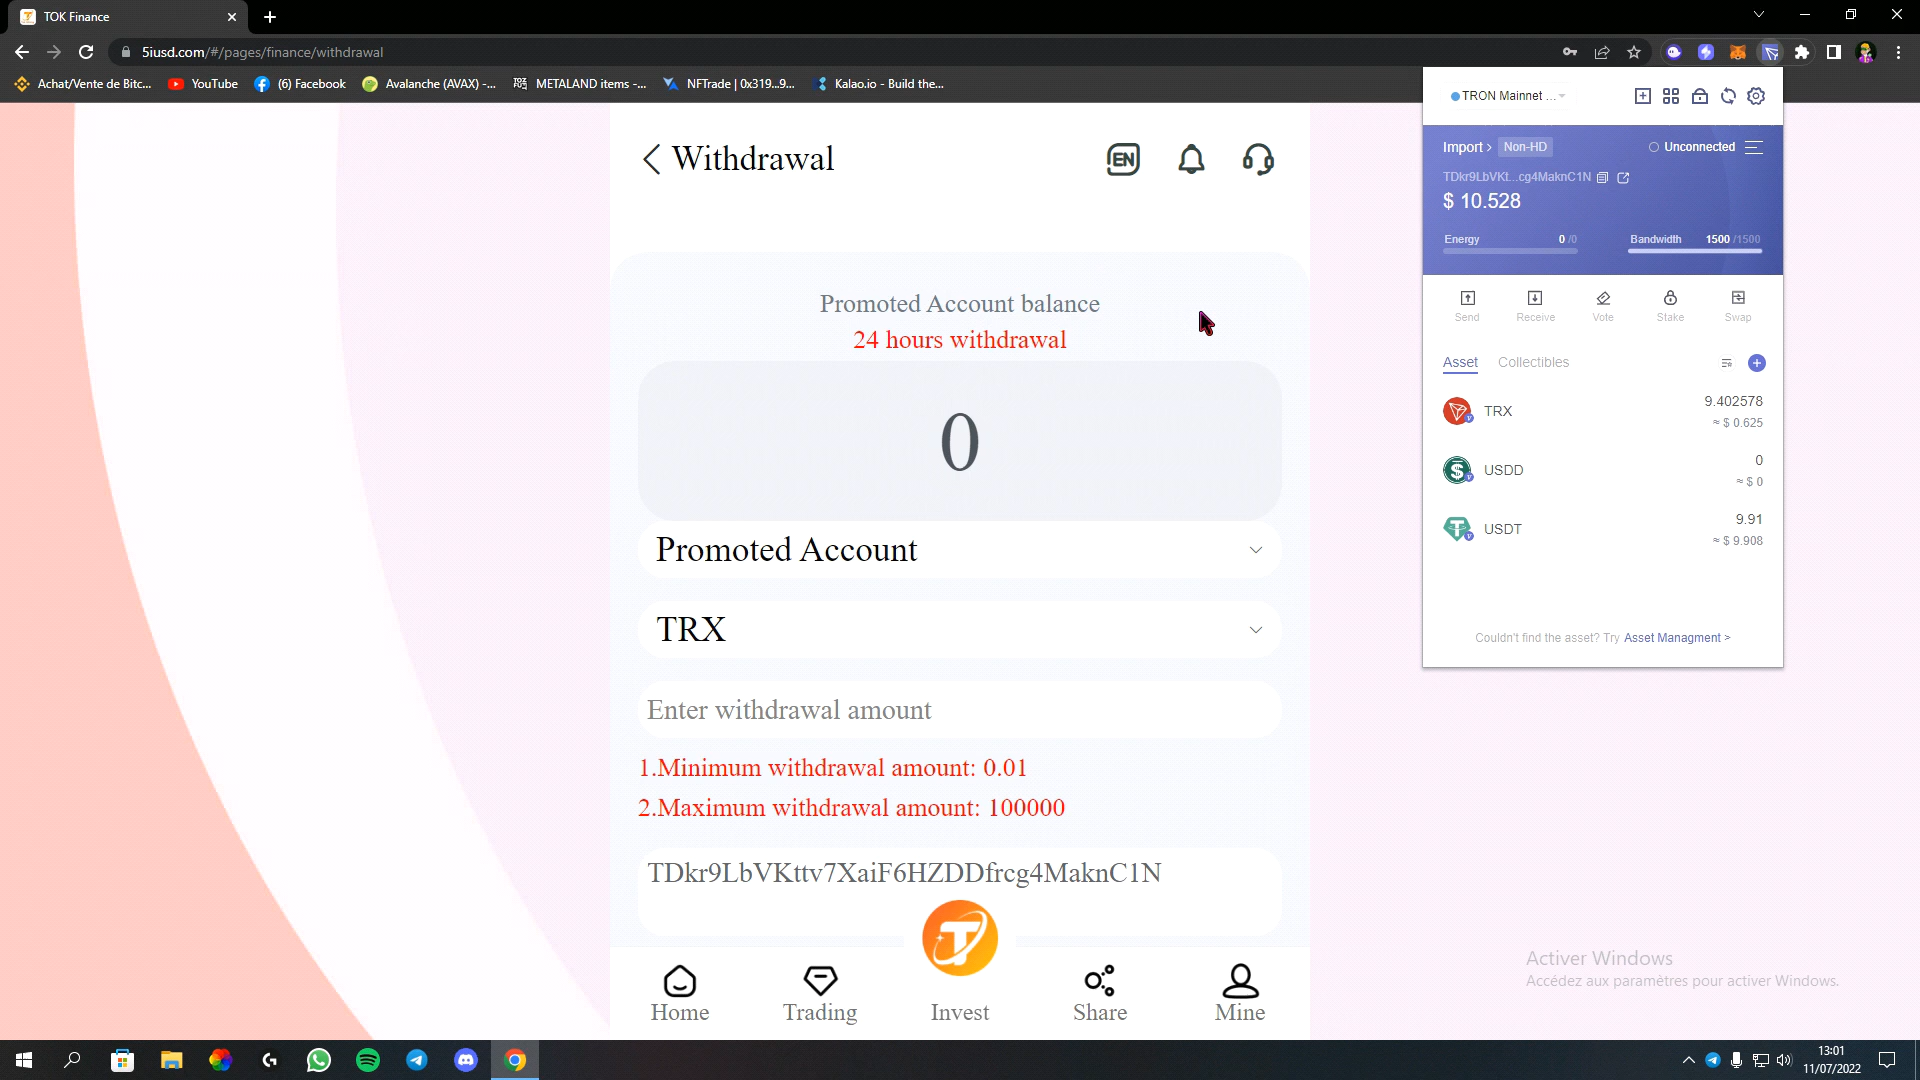 TOK Finance
5iusd.com/#/pages/finance/withdrawal
Achat/Vente de Bitc...
YouTube
(6) Facebook
Avalanche (AVAX) -...
METALAND items -...
NFTrade | 0x319...9...
Kalao.io - Build the...
Withdrawal
EN
Promoted Account balance
24 hours withdrawal
0
Promoted Account
TRX
Enter withdrawal amount
1.Minimum withdrawal amount: 0.01
2.Maximum withdrawal amount: 100000
TDkr9LbVKttv7XaiF6HZDDfrcg4MaknC1N
Home
Trading
Invest
Share
Mine
TRON Mainnet ...
Import > Non-HD
Unconnected
TDkr9LbVKt...cg4MaknC1N
$ 10.528
Energy 0 /0
Bandwidth 1500 /1500
Send
Receive
Vote
Stake
Swap
Asset
Collectibles
TRX 9.402578
≈ $ 0.625
USDD 0
≈ $ 0
USDT 9.91
≈ $ 9.908
Couldn't find the asset? Try Asset Managment >
Activer Windows
Accédez aux paramètres pour activer Windows.
13:01
11/07/2022